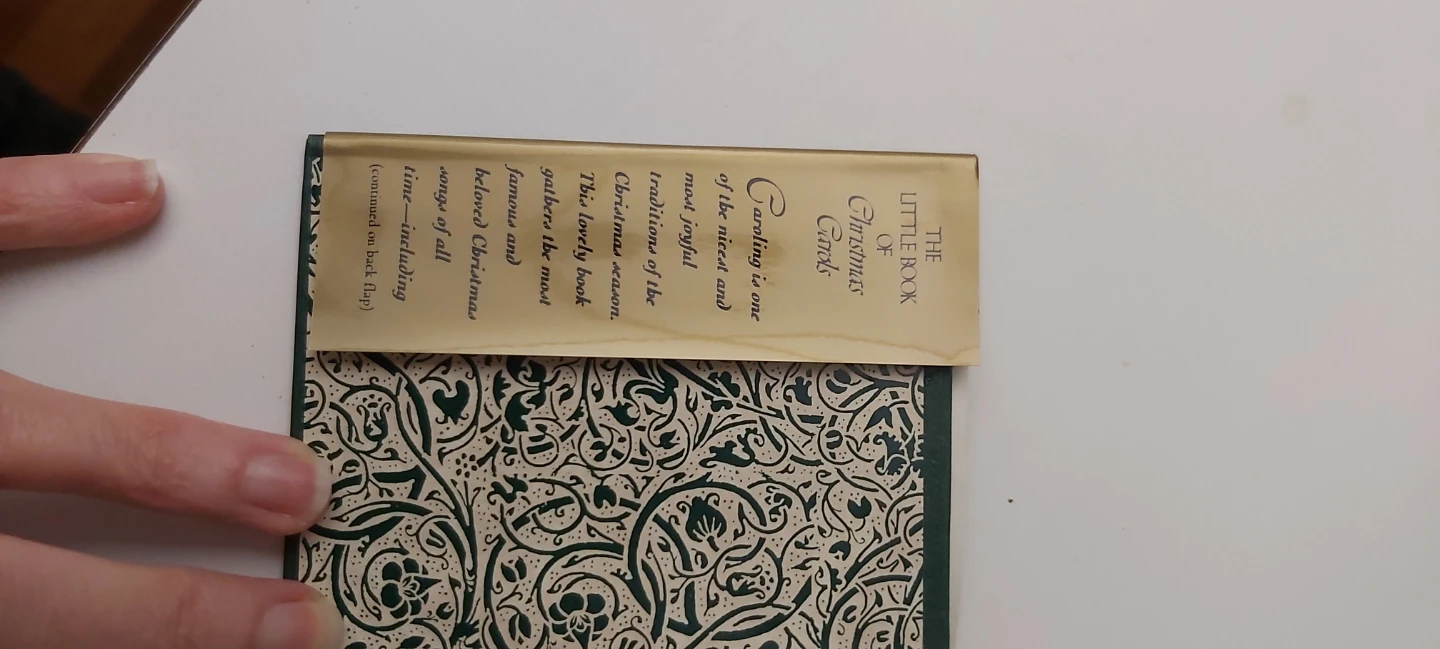 THE
LITTLE BOOK
OF
Christmas
Carols
Caroling is one
of the nicest and
most joyful
traditions of the
Christmas season.
This lovely book
gathers the most
famous and
beloved Christmas
songs of all
time—including
(continued on back flap)